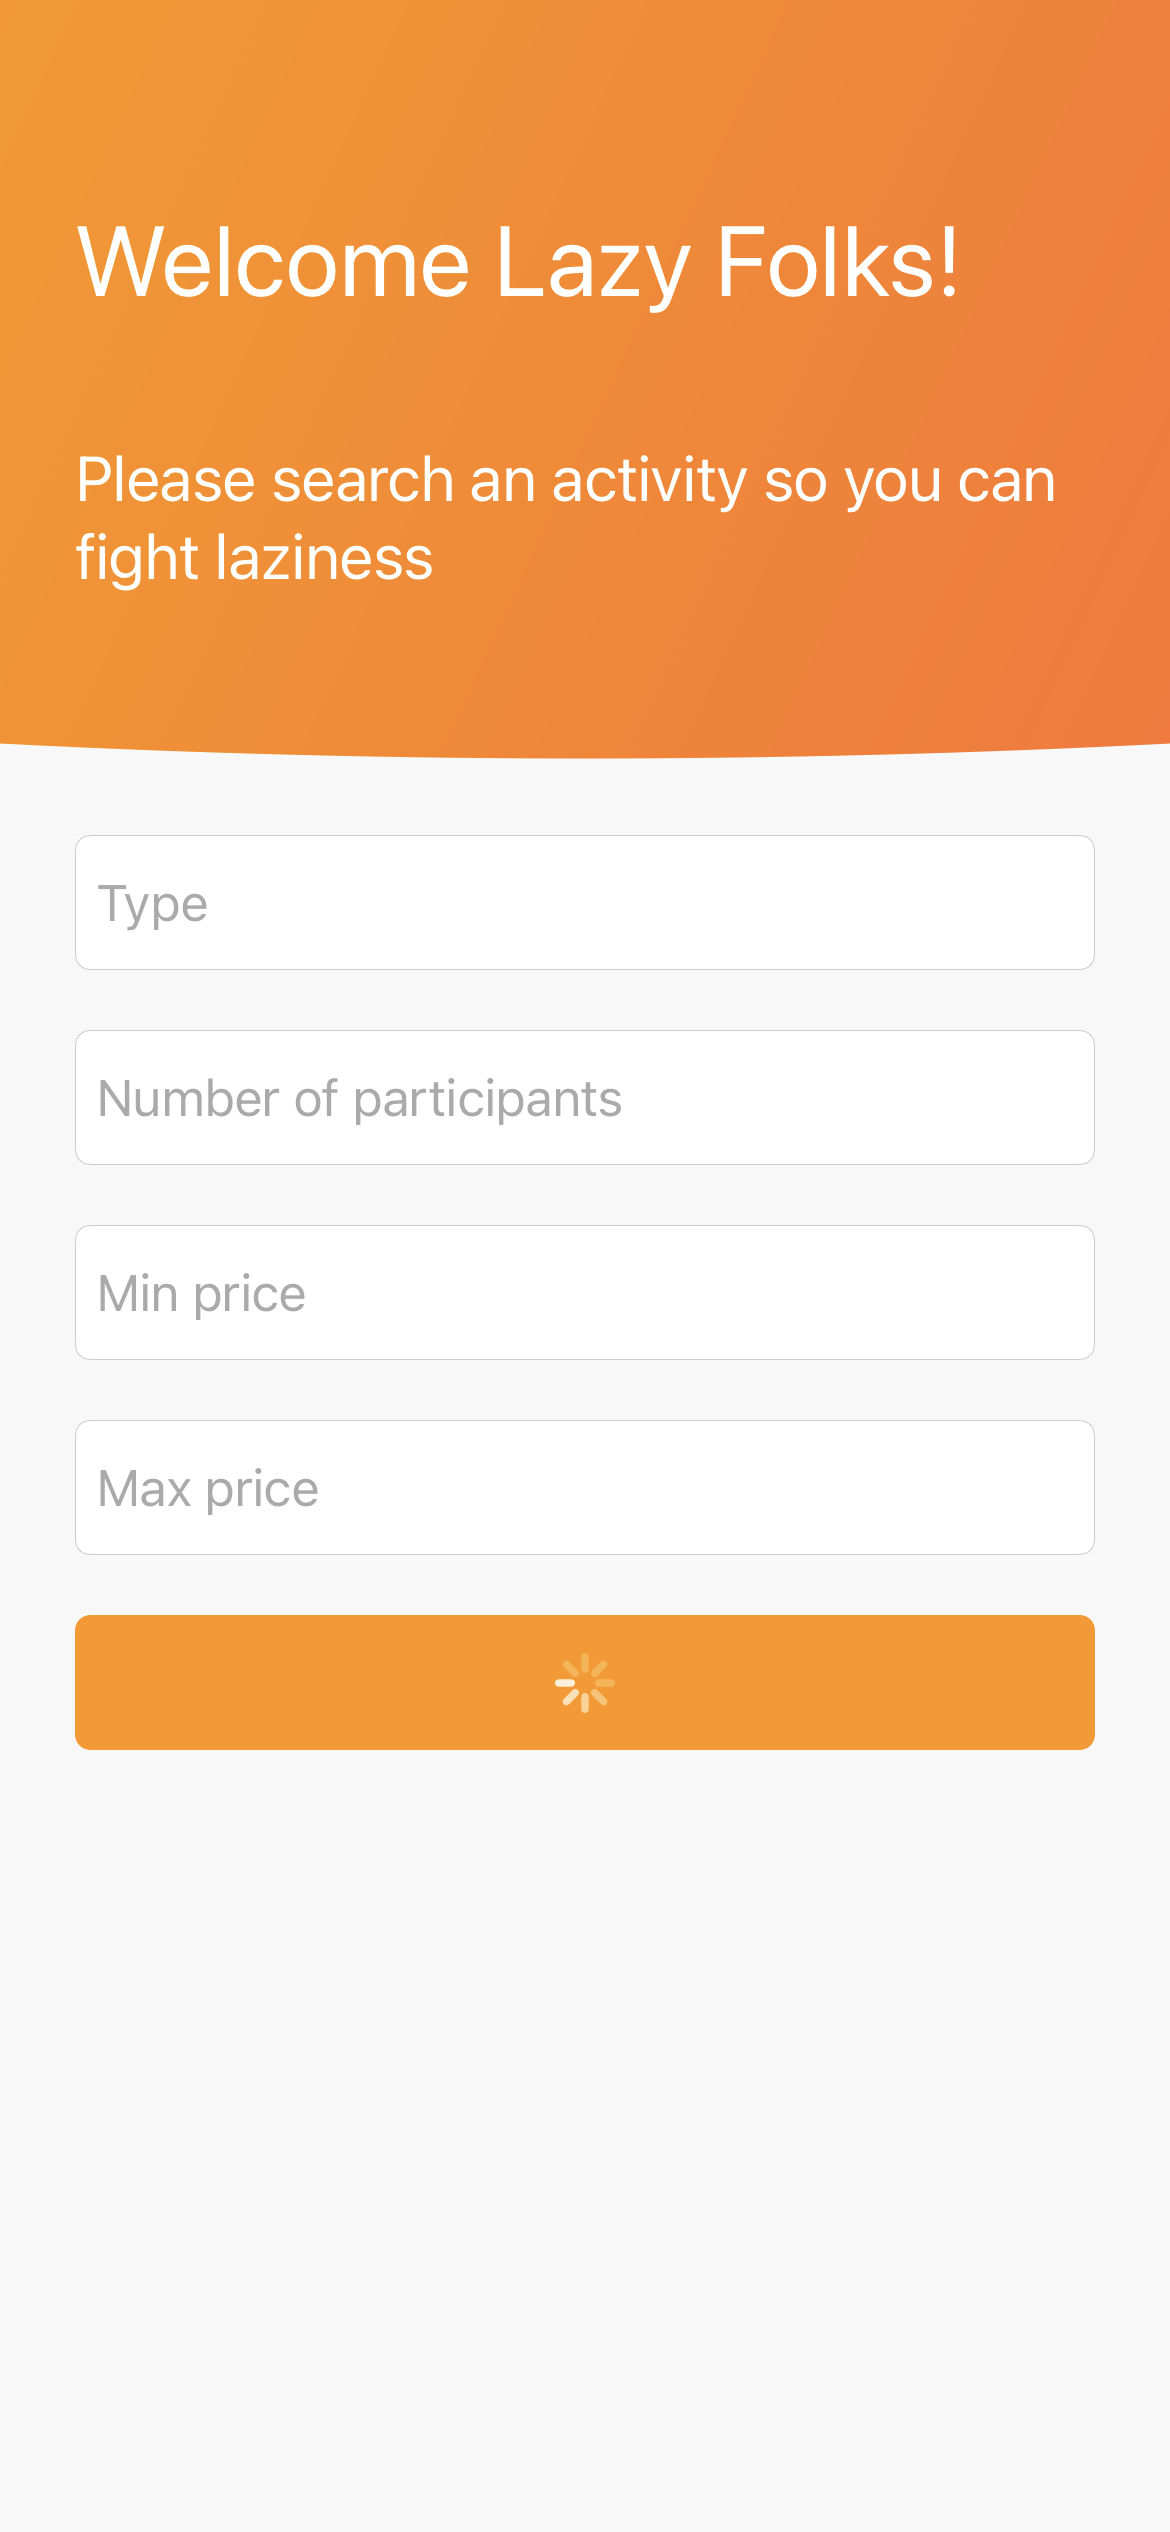 Welcome Lazy Folks!
Please search an activity so you can
fight laziness
Type
Number of participants
Min price
Max price